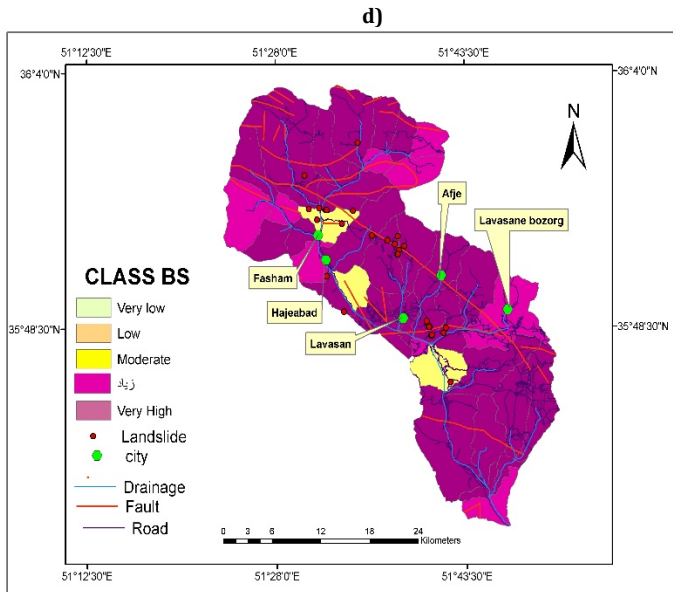 d)
51°12'30"E 51°28'0"E 51°43'30"E
36°4'0"N 36°4'0"N
N
Afje
Lavasane bozorg
CLASS BS
Fasham
Very low
Hajeabad
Low
35°48'30"N 35°48'30"N
Lavasan
Moderate
زیاد
Very High
Landslide
city
Drainage
Fault
Road
0 3 6 12 18 24
Kilometers
51°12'30"E 51°28'0"E 51°43'30"E